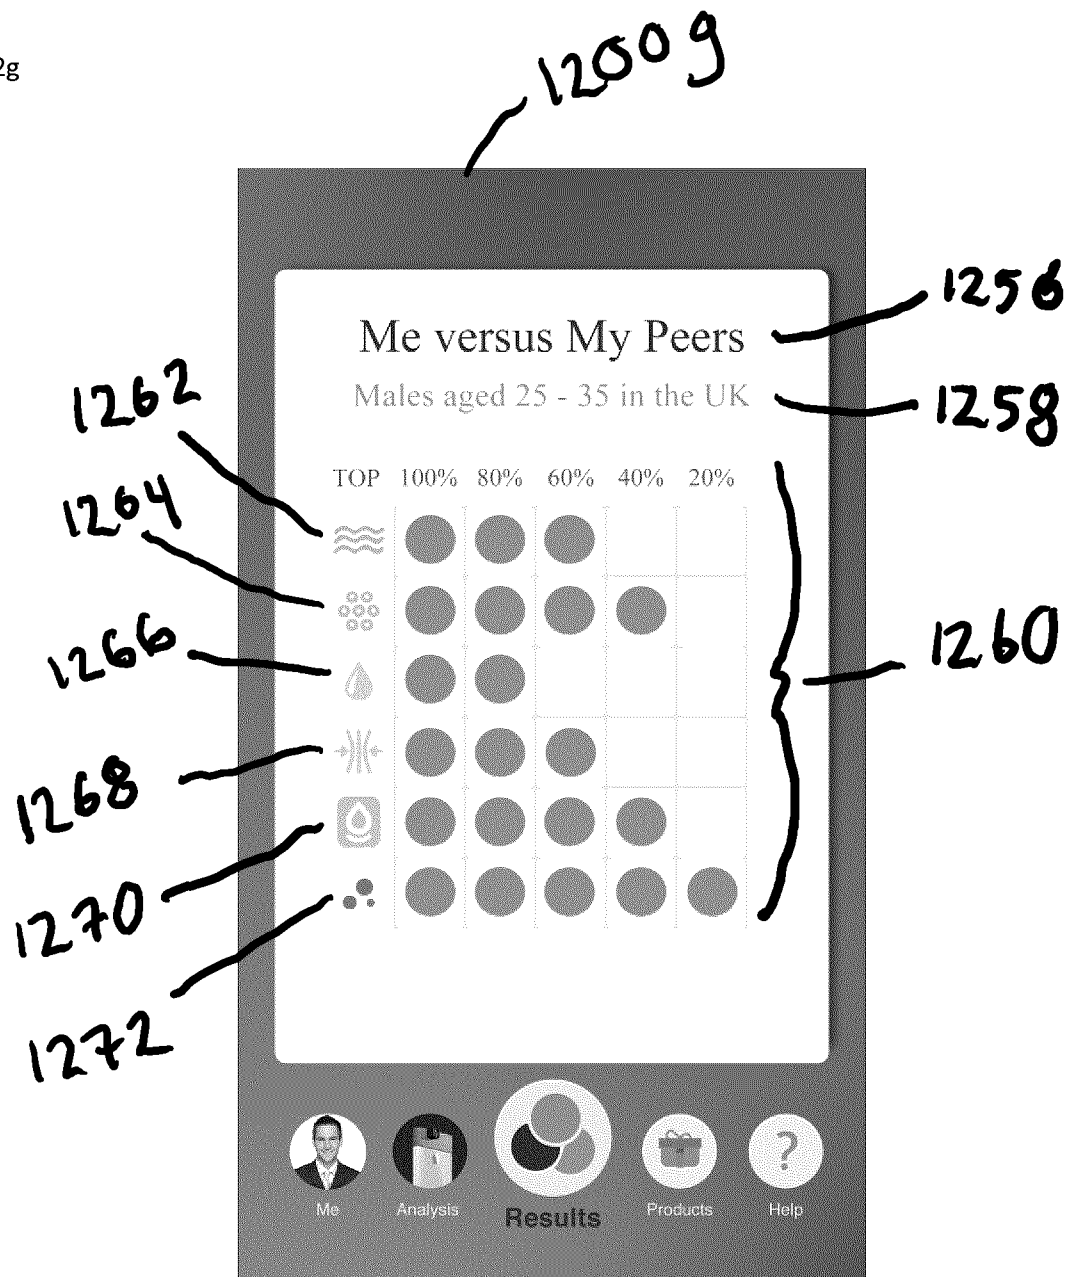 2g
1200g
Me versus My Peers
1256
Males aged 25 - 35 in the UK
1258
1262
TOP 100% 80% 60% 40% 20%
1264
1266
1260
1268
1270
1272
?
Me Analysis Results Products Help